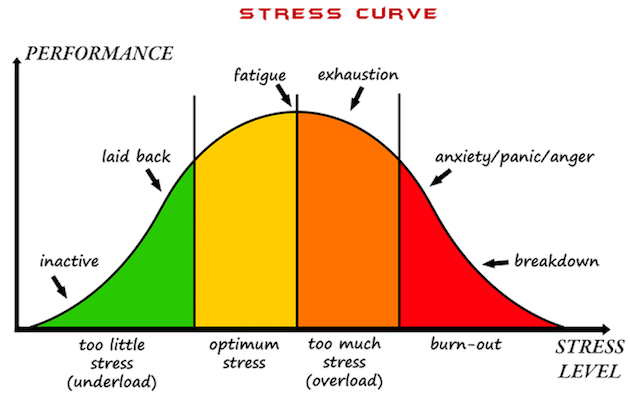 STRESS CURVE
PERFORMANCE
fatigue
exhaustion
laid back
anxiety/panic/anger
inactive
breakdown
too little
stress
(underload)
optimum
stress
too much
stress
(overload)
burn-out
STRESS
LEVEL